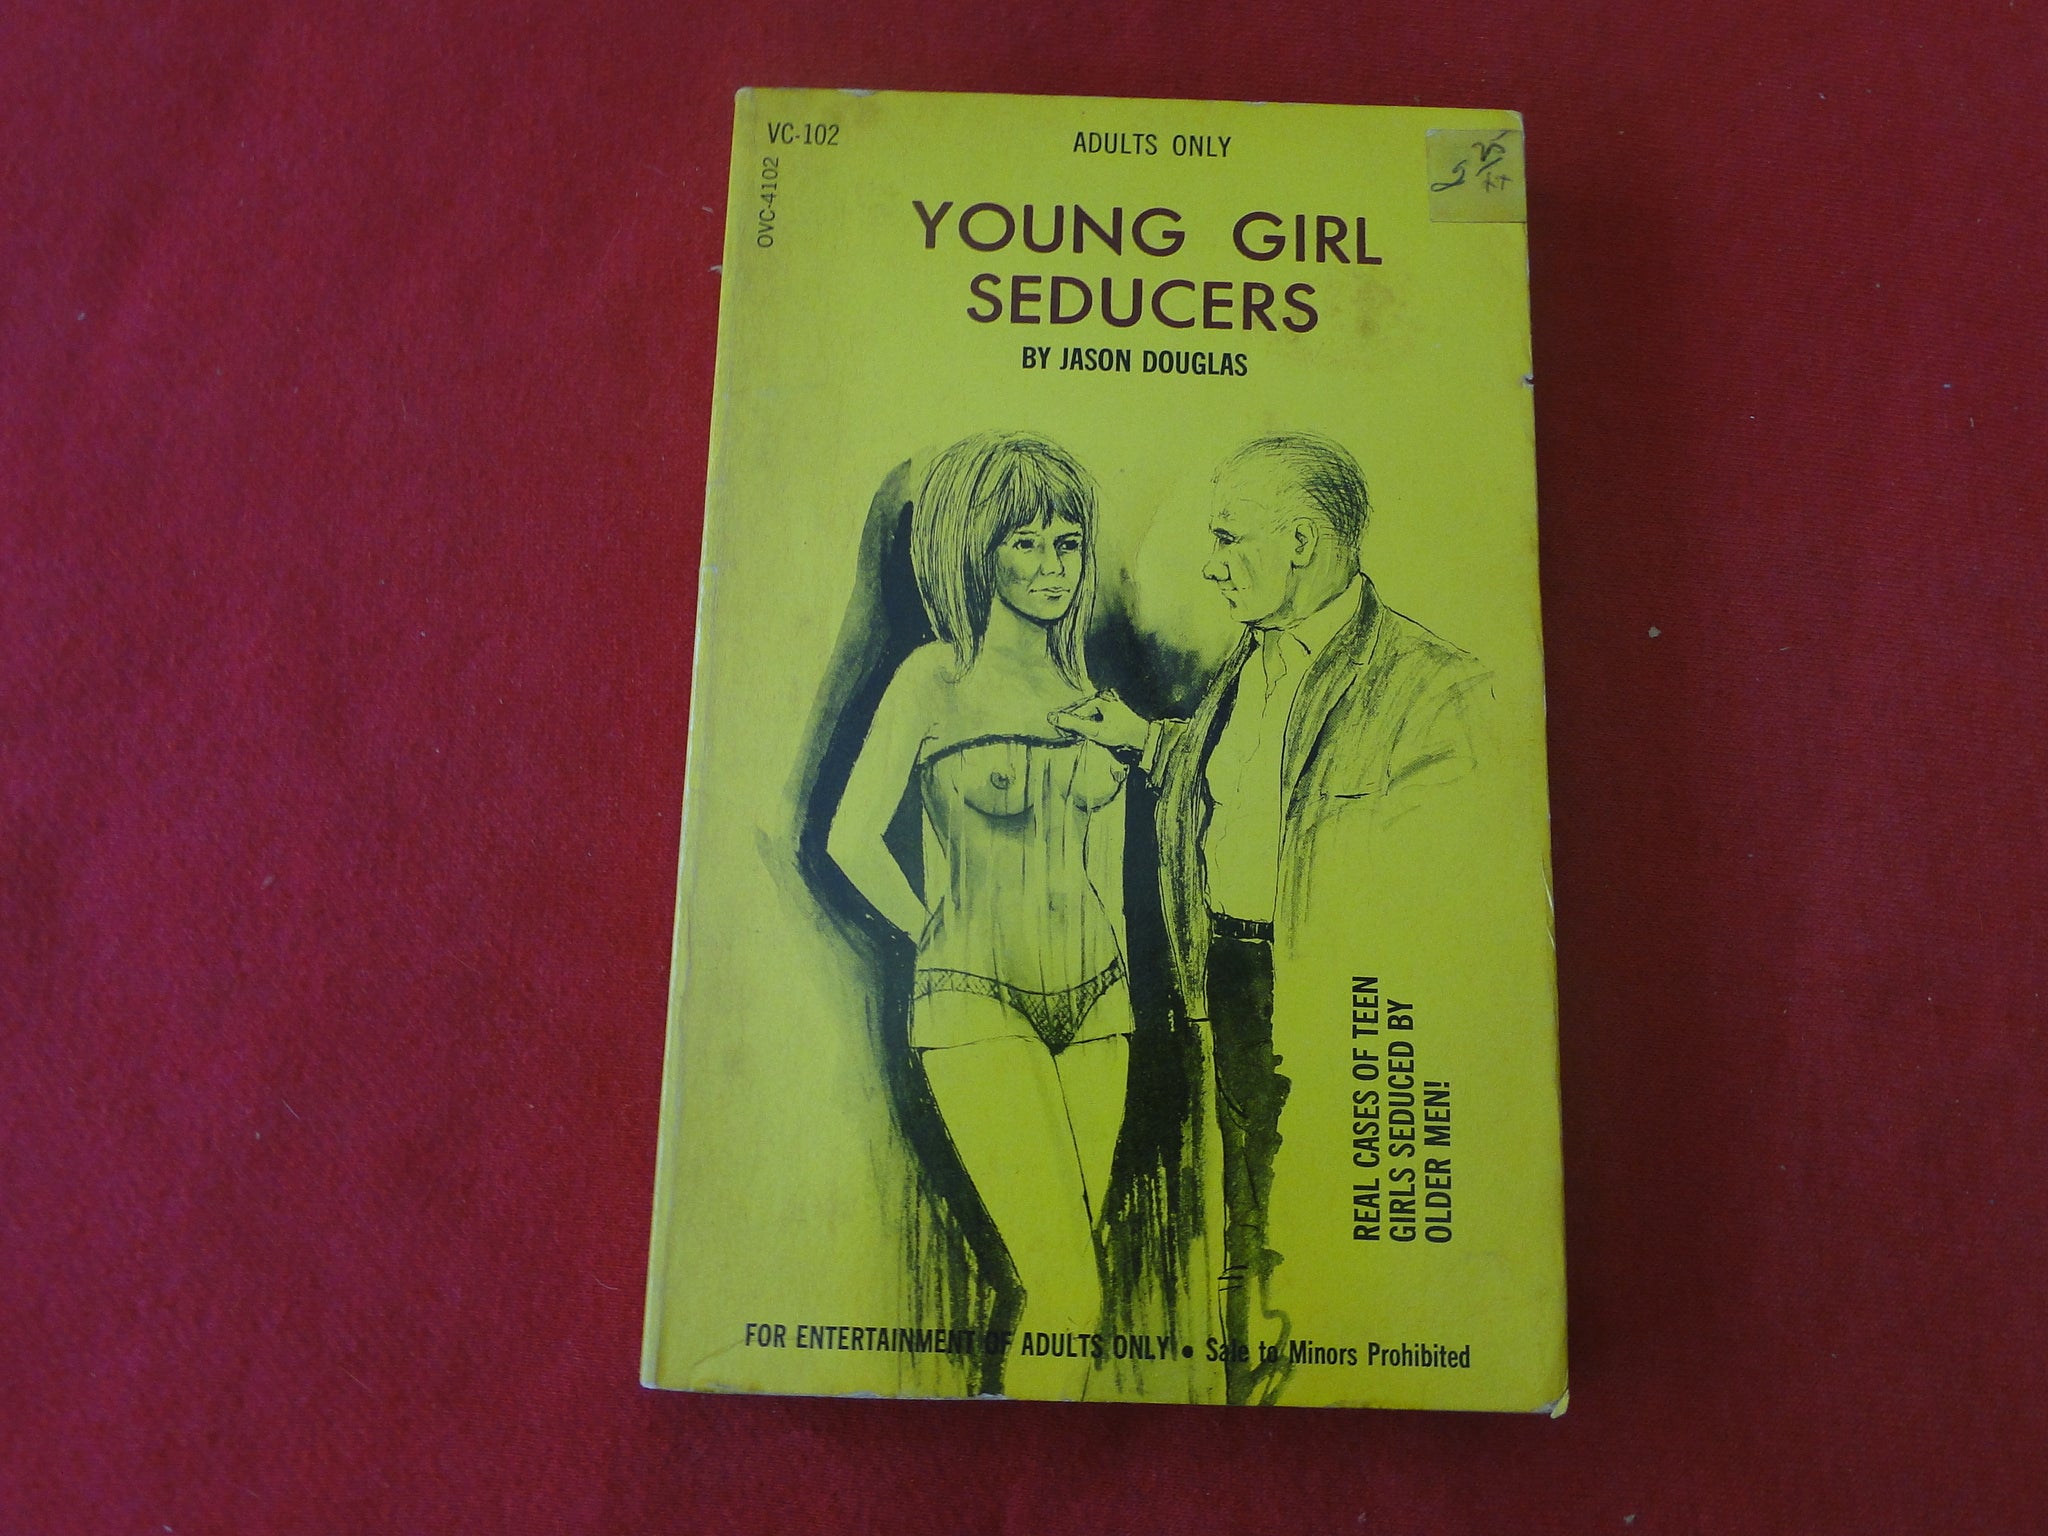 VC-102
OVC-4102
ADULTS ONLY
YOUNG GIRL
SEDUCERS
BY JASON DOUGLAS
REAL CASES OF TEEN
GIRLS SEDUCED BY
OLDER MEN!
FOR ENTERTAINMENT OF ADULTS ONLY • Sale to Minors Prohibited